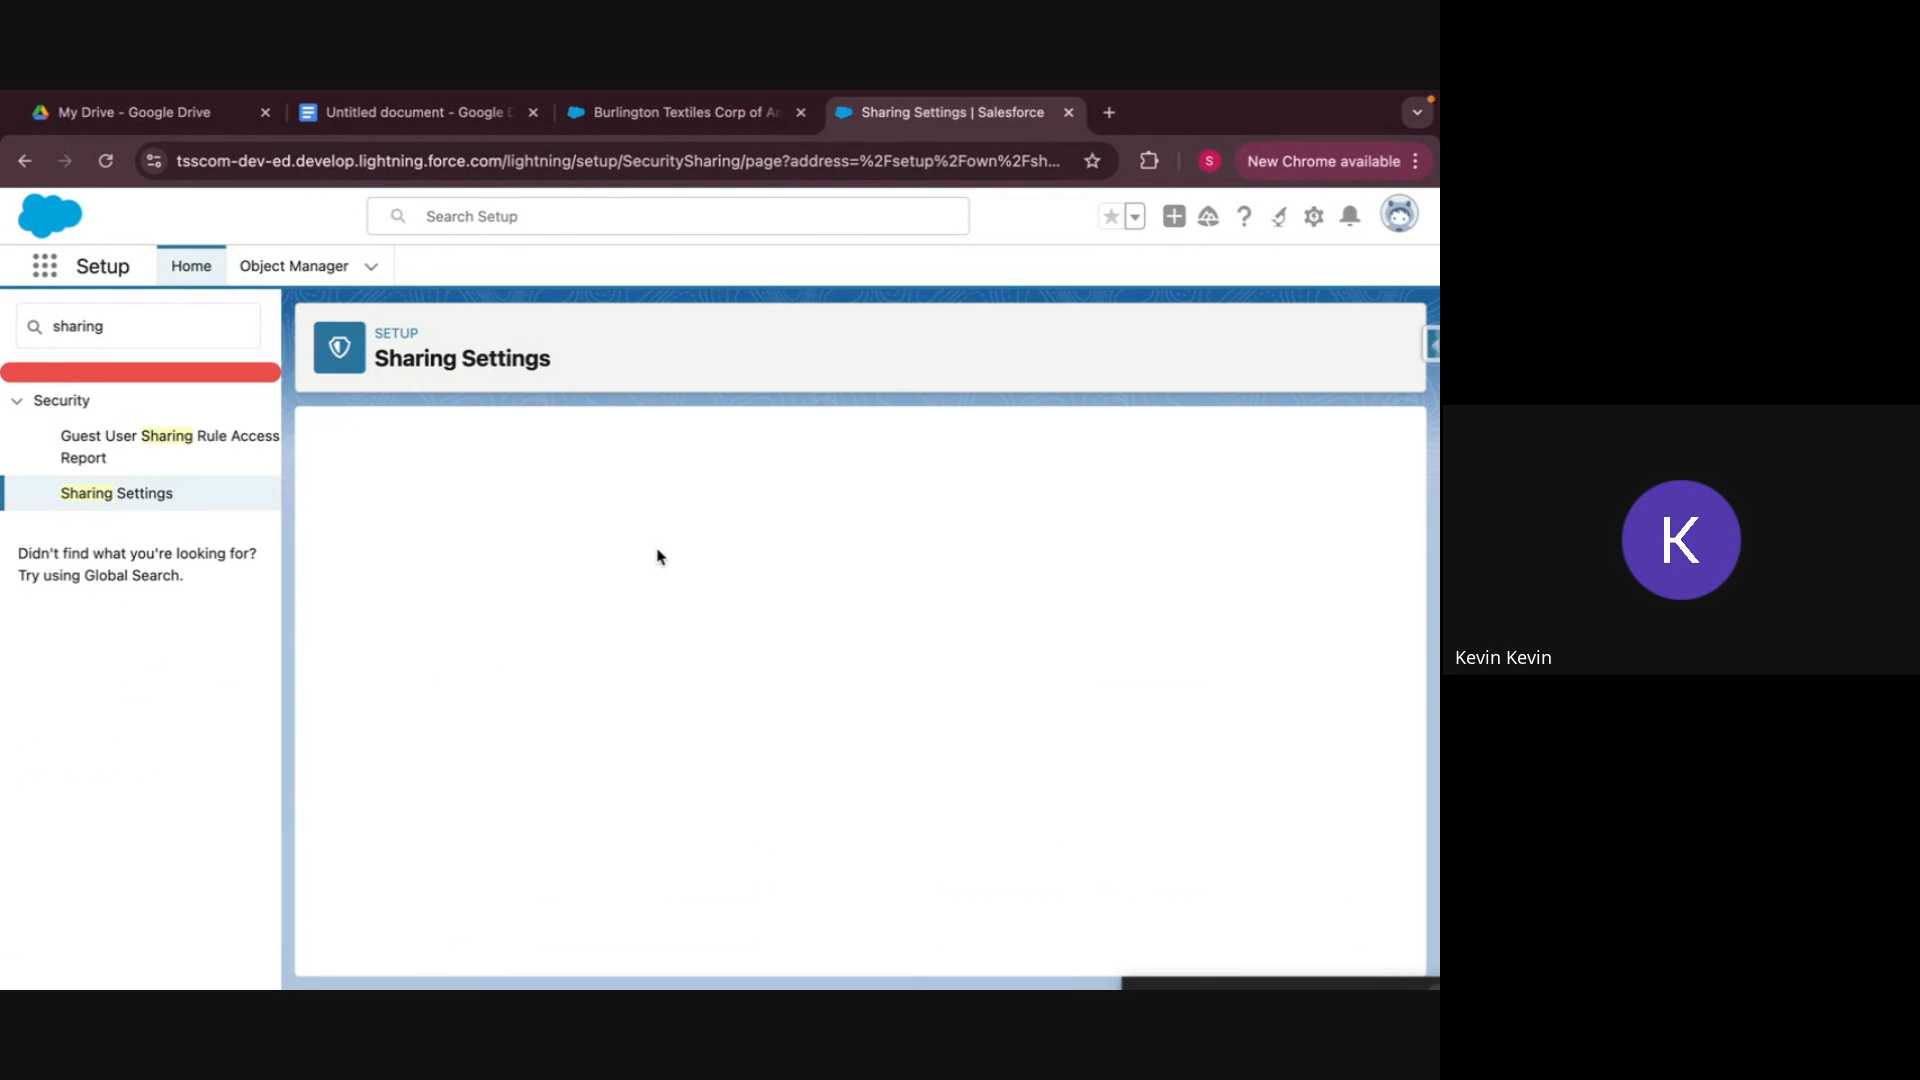 My Drive - Google Drive
Untitled document - Google D
Burlington Textiles Corp of Am
Sharing Settings | Salesforce
tsscom-dev-ed.develop.lightning.force.com/lightning/setup/SecuritySharing/page?address=%2Fsetup%2Fown%2Fsh...
S
New Chrome available
Search Setup
Setup
Home
Object Manager
sharing
SETUP
Sharing Settings
Security
Guest User Sharing Rule Access
Report
Sharing Settings
Didn't find what you're looking for?
Try using Global Search.
K
Kevin Kevin